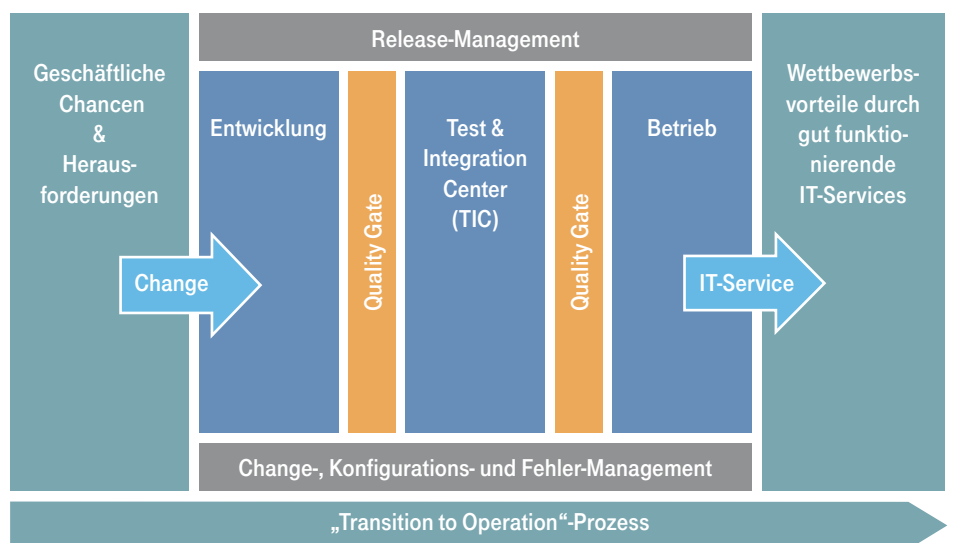 Release-Management
Geschäftliche
Chancen
&
Heraus-
forderungen
Entwicklung
Quality Gate
Test &
Integration
Center
(TIC)
Quality Gate
Betrieb
Wettbewerbs-
vorteile durch
gut funktio-
nierende
IT-Services
Change
IT-Service
Change-, Konfigurations- und Fehler-Management
„Transition to Operation“-Prozess